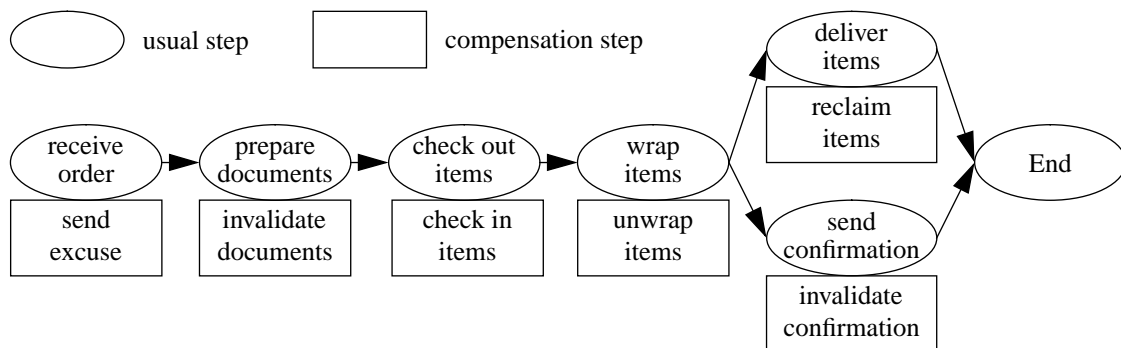 usual step
compensation step
deliver
items
reclaim
items
receive
order
send
excuse
prepare
documents
invalidate
documents
check out
items
check in
items
wrap
items
unwrap
items
send
confirmation
invalidate
confirmation
End